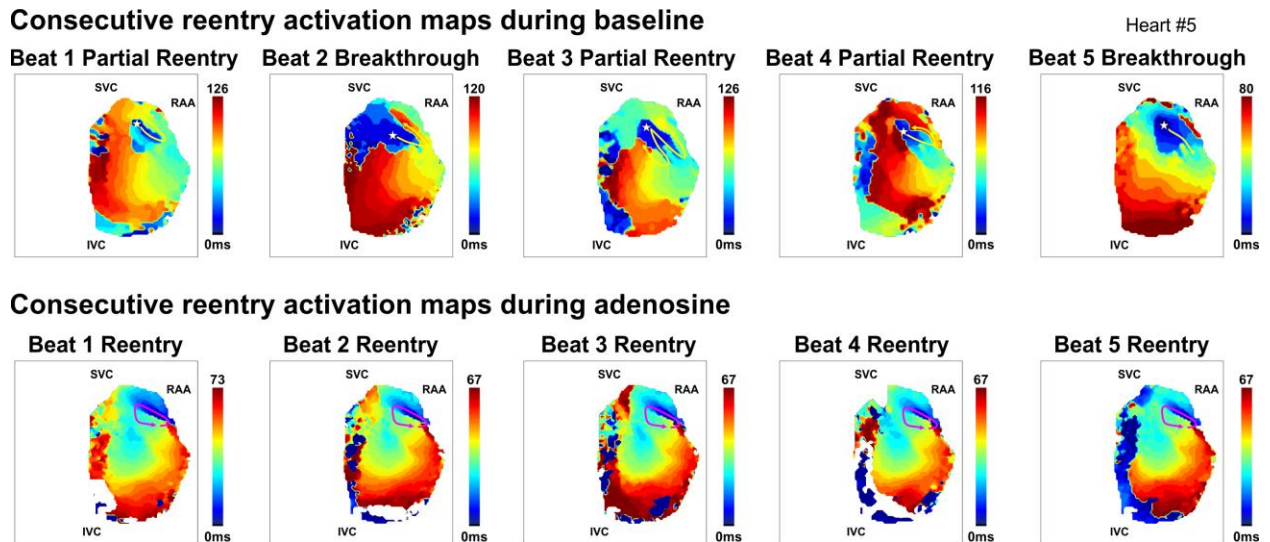 Consecutive reentry activation maps during baseline
Heart #5
Beat 1 Partial Reentry
Beat 2 Breakthrough
Beat 3 Partial Reentry
Beat 4 Partial Reentry
Beat 5 Breakthrough
SVC
RAA
126
IVC
0ms
SVC
RAA
120
IVC
0ms
SVC
RAA
126
IVC
0ms
SVC
RAA
116
IVC
0ms
SVC
RAA
80
IVC
0ms
Consecutive reentry activation maps during adenosine
Beat 1 Reentry
Beat 2 Reentry
Beat 3 Reentry
Beat 4 Reentry
Beat 5 Reentry
SVC
RAA
73
IVC
0ms
SVC
RAA
67
IVC
0ms
SVC
RAA
67
IVC
0ms
SVC
RAA
67
IVC
0ms
SVC
RAA
67
IVC
0ms